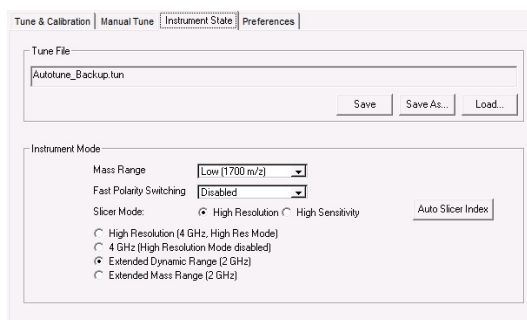 Tune & Calibration Manual Tune Instrument State Preferences
Tune File
Autotune_Backup.tun
Save Save As... Load...
Instrument Mode
Mass Range Low (1700 m/z)
Fast Polarity Switching Disabled
Slicer Mode: High Resolution High Sensitivity Auto Slicer Index
High Resolution (4 GHz, High Res Mode)
4 GHz (High Resolution Mode disabled)
Extended Dynamic Range (2 GHz)
Extended Mass Range (2 GHz)